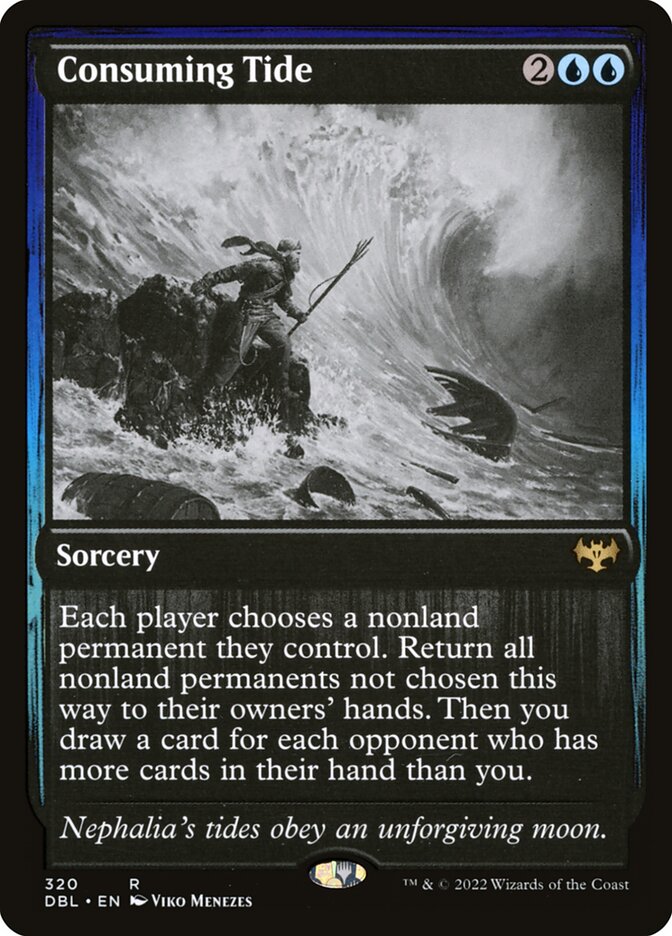 Consuming Tide 2
Sorcery
Each player chooses a nonland
permanent they control. Return all
nonland permanents not chosen this
way to their owners’ hands. Then you
draw a card for each opponent who has
more cards in their hand than you.
Nephalia’s tides obey an unforgiving moon.
320 R
DBL • EN Viko Menezes
™ & © 2022 Wizards of the Coast